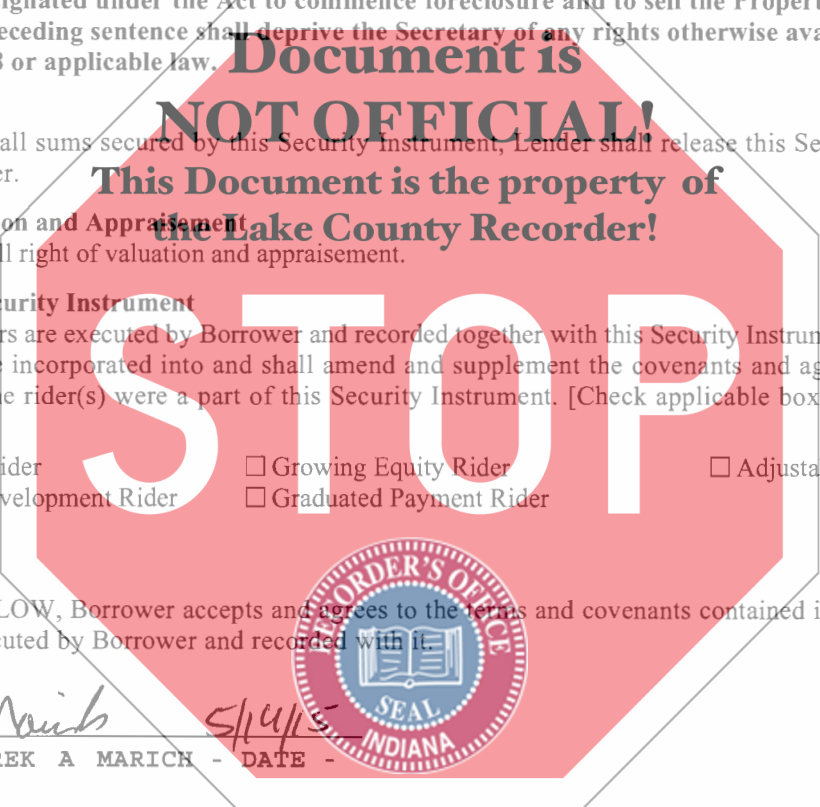 signated under the Act to commence foreclosure and to sell the Propert
receding sentence shall deprive the Secretary of any rights otherwise ava
8 or applicable law.
Document is
NOT OFFICIAL!
all sums secured by this Security Instrument, Lender shall release this Se
er.
This Document is the property of
the Lake County Recorder!
on and Appraisement
ll right of valuation and appraisement.
curity Instrument
rs are executed by Borrower and recorded together with this Security Instrum
e incorporated into and shall amend and supplement the covenants and ag
ne rider(s) were a part of this Security Instrument. [Check applicable box
STOP
ider ☐ Growing Equity Rider ☐ Adjusta
velopment Rider ☐ Graduated Payment Rider
LOW, Borrower accepts and agrees to the terms and covenants contained i
cuted by Borrower and recorded with it.
RECORDER'S OFFICE
SEAL
INDIANA
5/14/15
REK A MARICH - DATE -